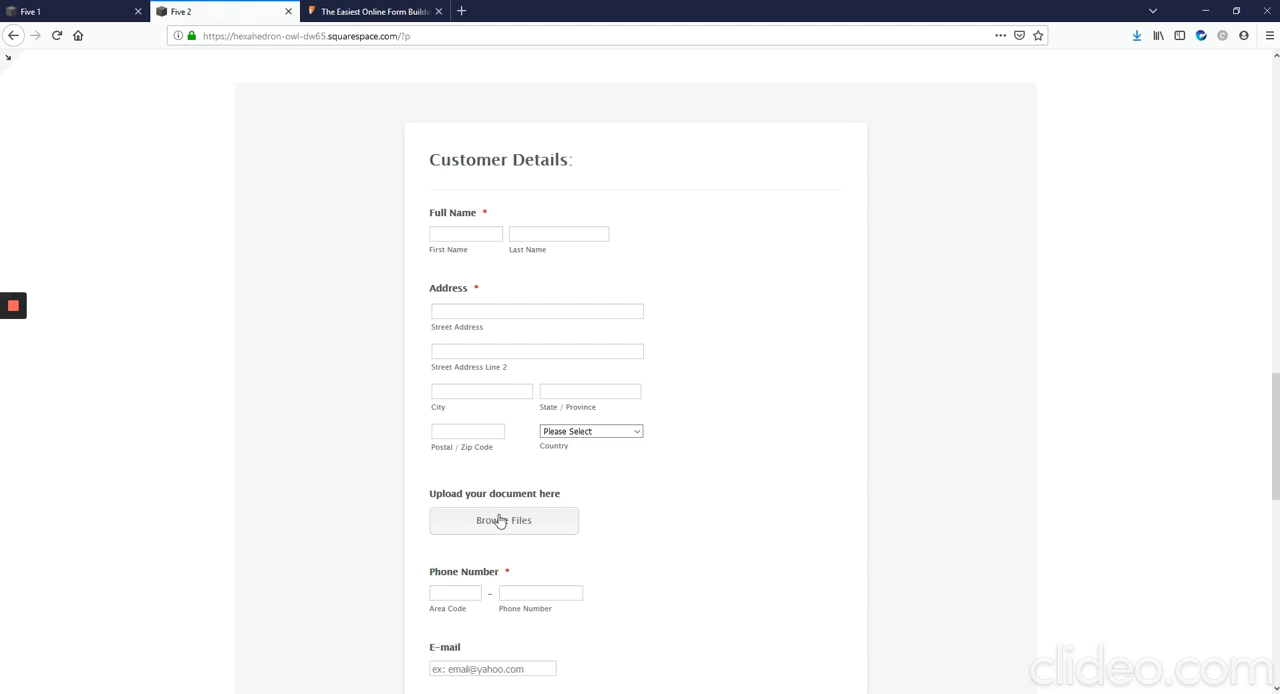 Five 1
Five 2
The Easiest Online Form Builde
https://hexahedron-owl-dw65.squarespace.com/?p
Customer Details:
Full Name *
First Name Last Name
Address *
Street Address
Street Address Line 2
City State / Province
Please Select
Postal / Zip Code Country
Upload your document here
Browse Files
Phone Number *
-
Area Code Phone Number
E-mail
ex: email@yahoo.com
clideo.com